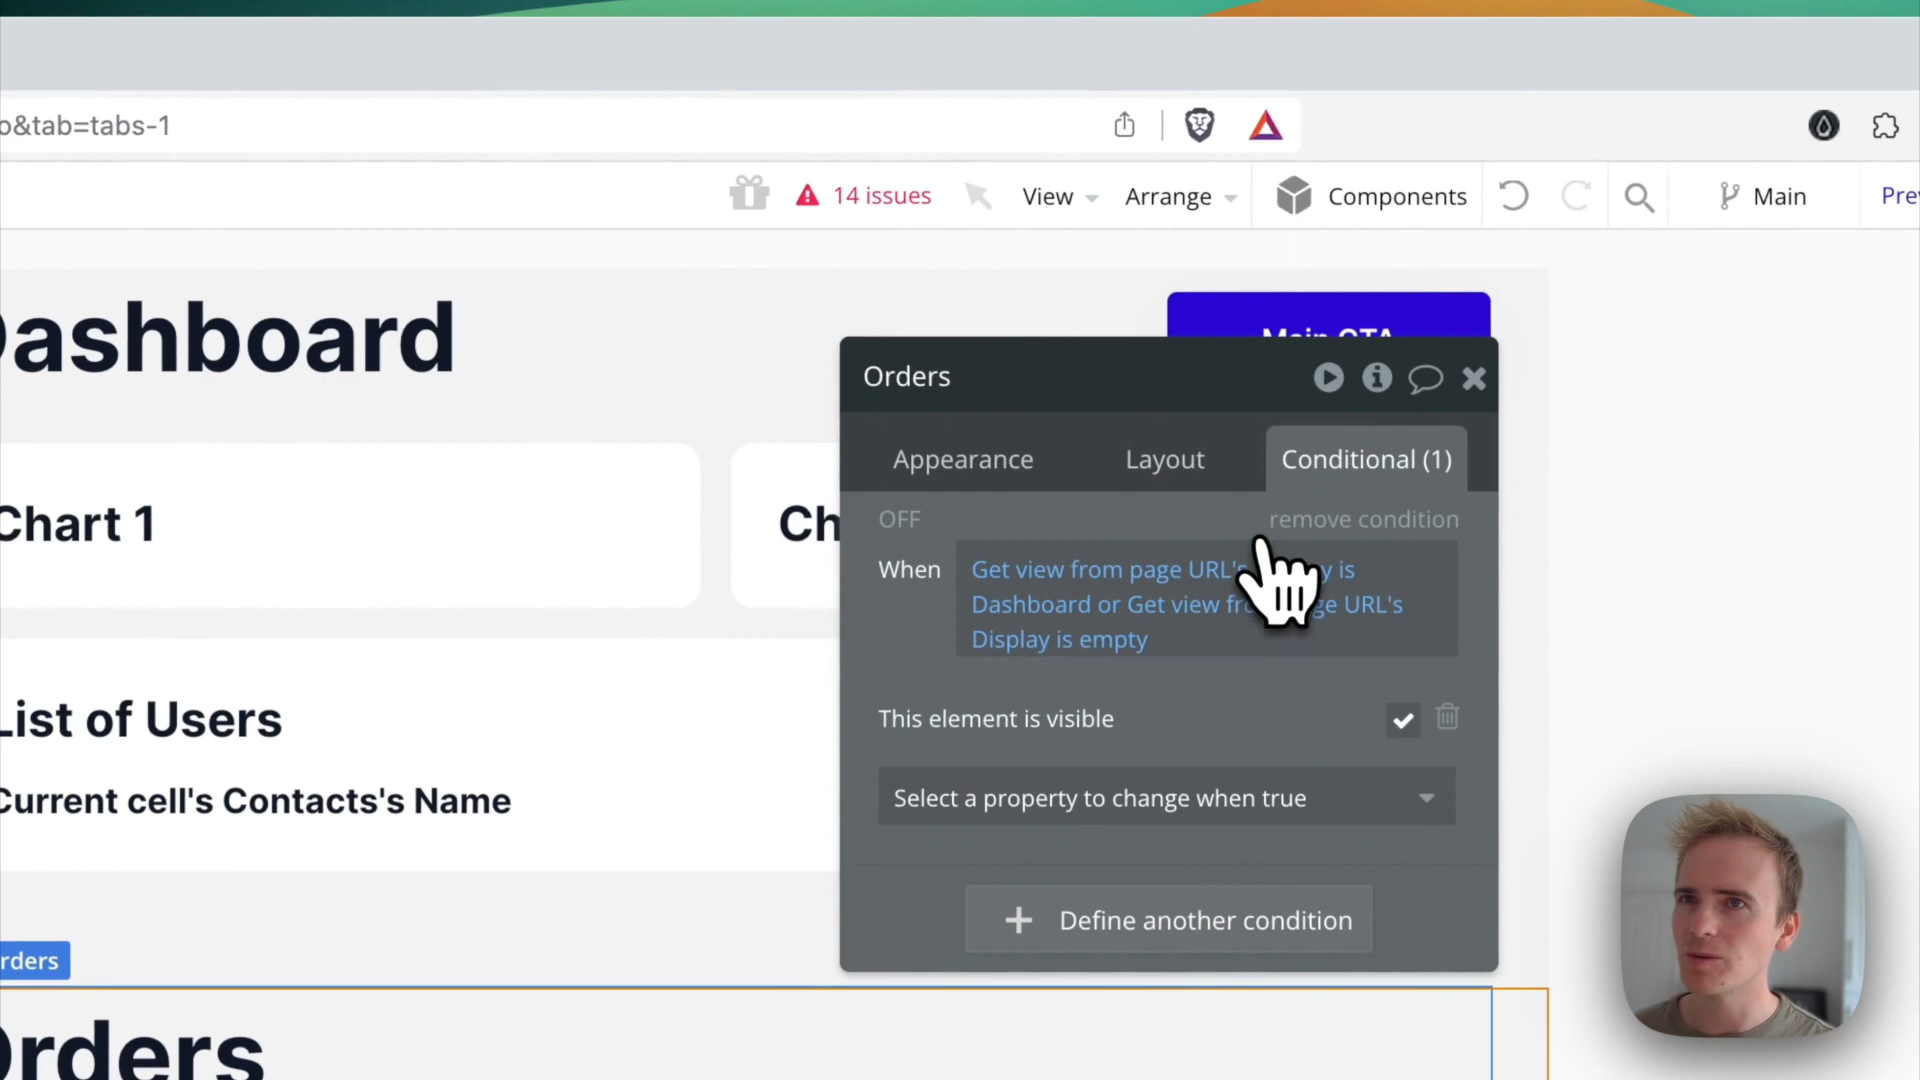 o&tab=tabs-1
14 issues
View
Arrange
Components
Main
Pre
Dashboard
Main CTA
Orders
Appearance
Layout
Conditional (1)
Chart 1
Ch
OFF
remove condition
When
Get view from page URL's y is
Dashboard or Get view fr ge URL's
Display is empty
List of Users
This element is visible
Current cell's Contacts's Name
Select a property to change when true
Define another condition
rders
Orders